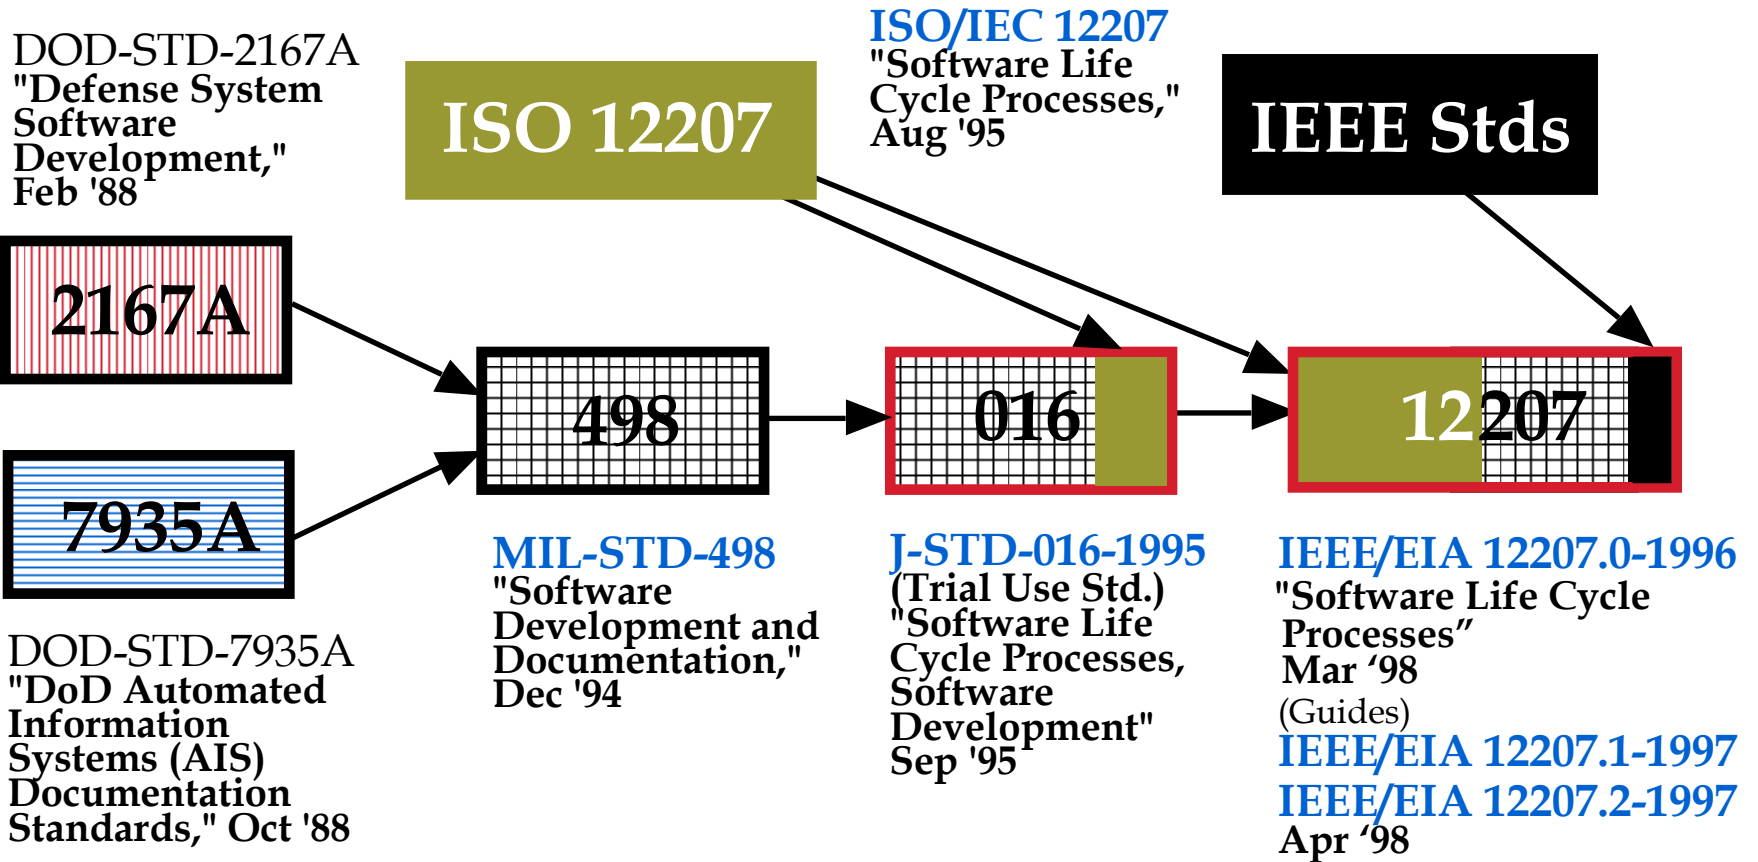 DOD-STD-2167A
"Defense System
Software
Development,"
Feb '88
ISO 12207
ISO/IEC 12207
"Software Life
Cycle Processes,"
Aug '95
IEEE Stds
2167A
7935A
498
016
12207
DOD-STD-7935A
"DoD Automated
Information
Systems (AIS)
Documentation
Standards," Oct '88
MIL-STD-498
"Software
Development and
Documentation,"
Dec '94
J-STD-016-1995
(Trial Use Std.)
"Software Life
Cycle Processes,
Software
Development"
Sep '95
IEEE/EIA 12207.0-1996
"Software Life Cycle
Processes”
Mar ‘98
(Guides)
IEEE/EIA 12207.1-1997
IEEE/EIA 12207.2-1997
Apr ‘98